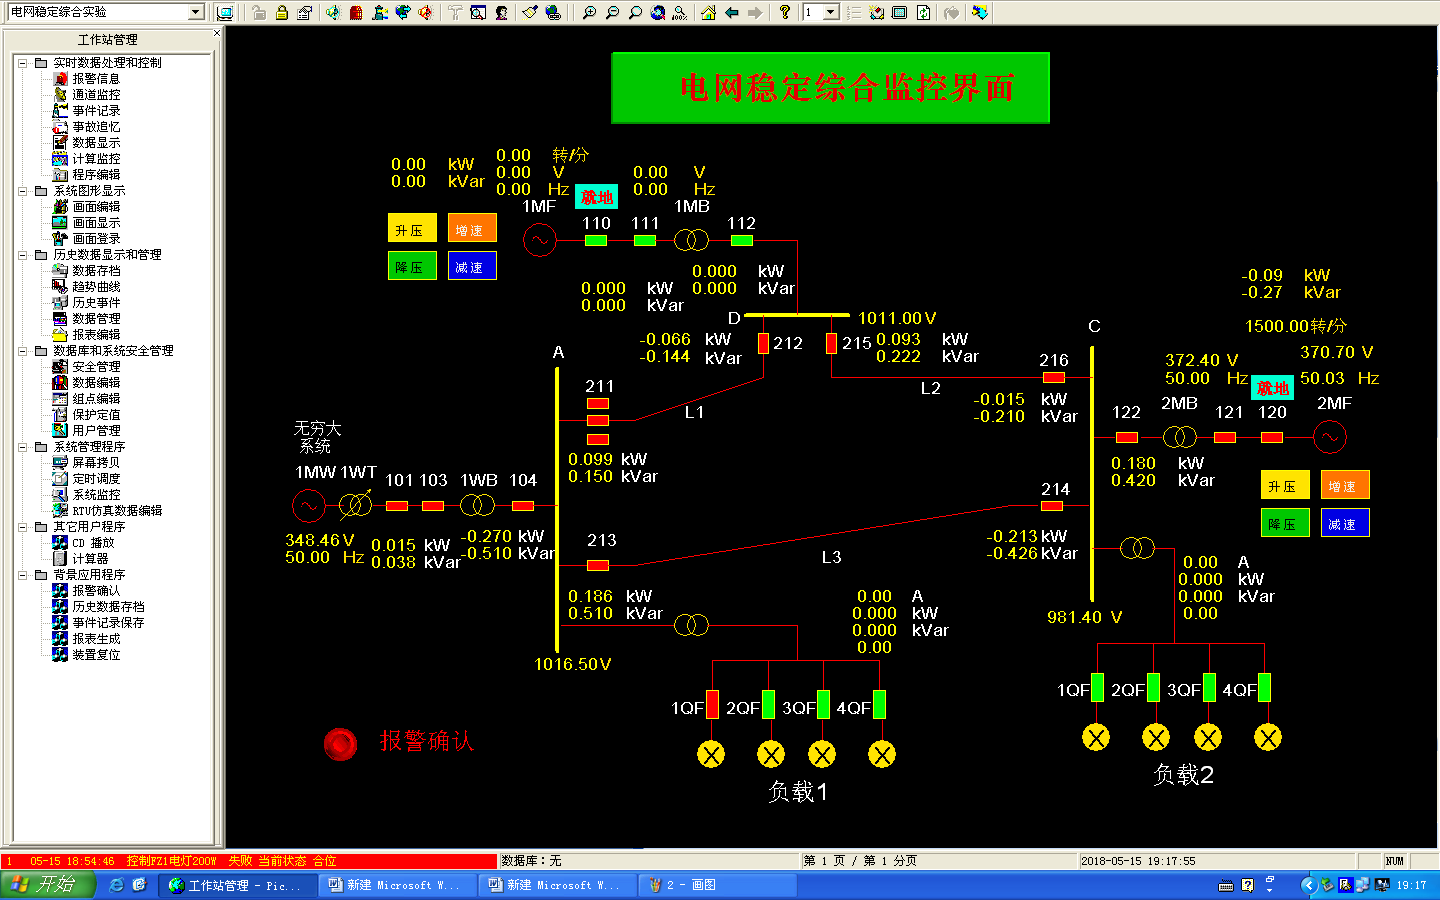 电网稳定综合实验
1
工作站管理
实时数据处理和控制
报警信息
通道监控
事件记录
事故追忆
数据显示
计算监控
程序编辑
系统图形显示
画面编辑
画面显示
画面登录
历史数据显示和管理
数据存档
趋势曲线
历史事件
数据管理
报表编辑
数据库和系统安全管理
安全管理
数据编辑
组点编辑
保护定值
用户管理
系统管理程序
屏幕拷贝
定时调度
系统监控
RTU仿真数据编辑
其它用户程序
CD 播放
计算器
背景应用程序
报警确认
历史数据存档
事件记录保存
报表生成
装置复位
电网稳定综合监控界面
0.00 kW
0.00 kVar
0.00 转/分
0.00 V
0.00 Hz
0.00 V
0.00 Hz
就地
1MF
1MB
110
111
112
升压
增速
降压
减速
0.000 kW
0.000 kVar
0.000 kW
0.000 kVar
D
1011.00V
-0.066 kW
-0.144 kVar
212
215
0.093 kW
0.222 kVar
-0.09 kW
-0.27 kVar
1500.00转/分
372.40 V
50.00 Hz
370.70 V
50.03 Hz
就地
C
216
L2
-0.015 kW
-0.210 kVar
122
2MB
121
120
2MF
0.180 kW
0.420 kVar
升压
增速
降压
减速
A
211
L1
0.099 kW
0.150 kVar
无穷大
系统
1MW
1WT
101
103
1WB
104
348.46V
50.00 Hz
0.015 kW
0.038 kVar
-0.270 kW
-0.510 kVar
213
214
L3
-0.213kW
-0.426kVar
0.186 kW
0.510 kVar
0.00 A
0.000 kW
0.000 kVar
0.00
0.00 A
0.000 kW
0.000 kVar
0.00
981.40 V
1016.50V
1QF
2QF
3QF
4QF
负载1
1QF
2QF
3QF
4QF
负载2
报警确认
1 05-15 18:54:46 控制FZ1电灯200W 失败 当前状态 合位
数据库：无
第 1 页 / 第 1 分页
2018-05-15 19:17:55
NUM
开始
工作站管理 - Pic...
新建 Microsoft W...
新建 Microsoft W...
2 - 画图
19:17